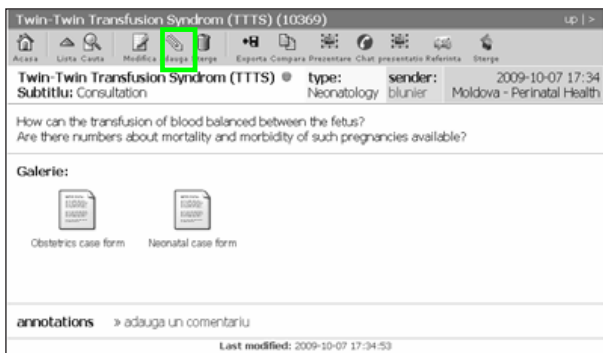 Twin-Twin Transfusion Syndrom (TTTS) (10369) up | >
Acasa Lista Cauta Modifica dauga Sterge Exporta Compara Prezentare Chat presentatie Referinta Sterge
Twin-Twin Transfusion Syndrom (TTTS) type: sender: 2009-10-07 17:34
Subtitlu: Consultation Neonatology blunier Moldova - Perinatal Health
How can the transfusion of blood balanced between the fetus?
Are there numbers about mortality and morbidity of such pregnancies available?
Galerie:
Obstetrics case form Neonatal case form
annotations » adauga un comentariu
Last modified: 2009-10-07 17:34:53